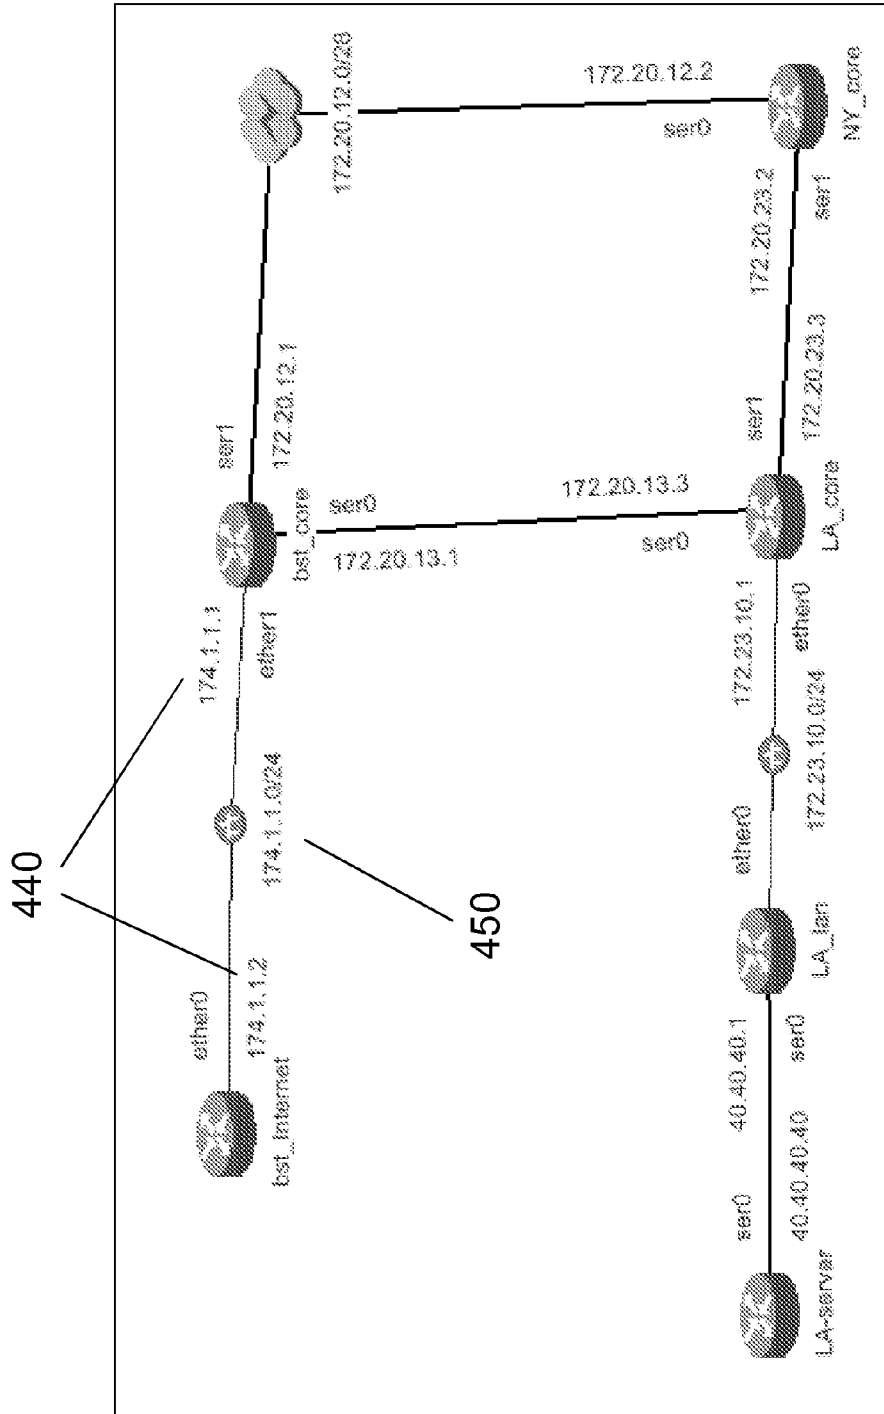 440
ether0
174.1.1.1
ser1
174.1.1.2
174.1.1.0/24
ether1
172.20.12.1
bst_internet
bst_core
172.20.12.0/28
ser0
172.20.13.1
450
172.20.13.3
172.20.12.2
ser0
ser0
40.40.40.1
ether0
172.23.10.1
ser1
172.20.23.2
ser0
40.40.40.40
ser0
172.23.10.0/24
ether0
172.20.23.3
ser1
LA-server
LA_lan
LA_core
NY_core